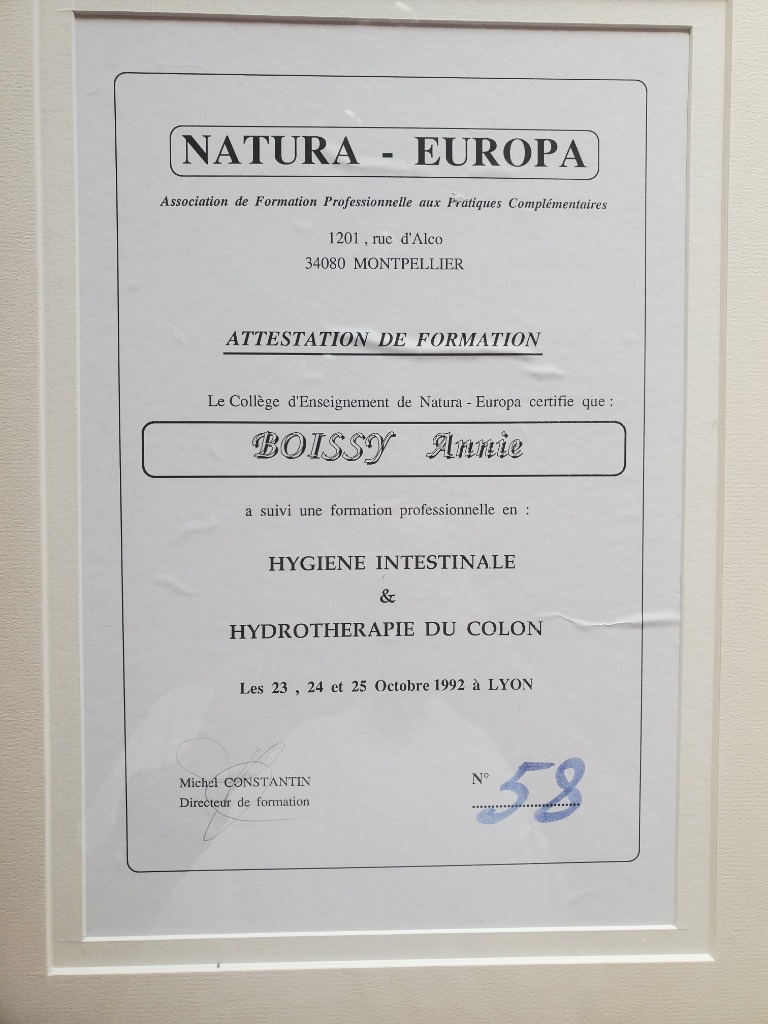 NATURA - EUROPA
Association de Formation Professionnelle aux Pratiques Complémentaires
1201 , rue d'Alco
34080 MONTPELLIER
ATTESTATION DE FORMATION
Le Collège d'Enseignement de Natura - Europa certifie que :
BOISSY Annie
a suivi une formation professionnelle en :
HYGIENE INTESTINALE
&
HYDROTHERAPIE DU COLON
Les 23 , 24 et 25 Octobre 1992 à LYON
Michel CONSTANTIN
Directeur de formation
N° 58